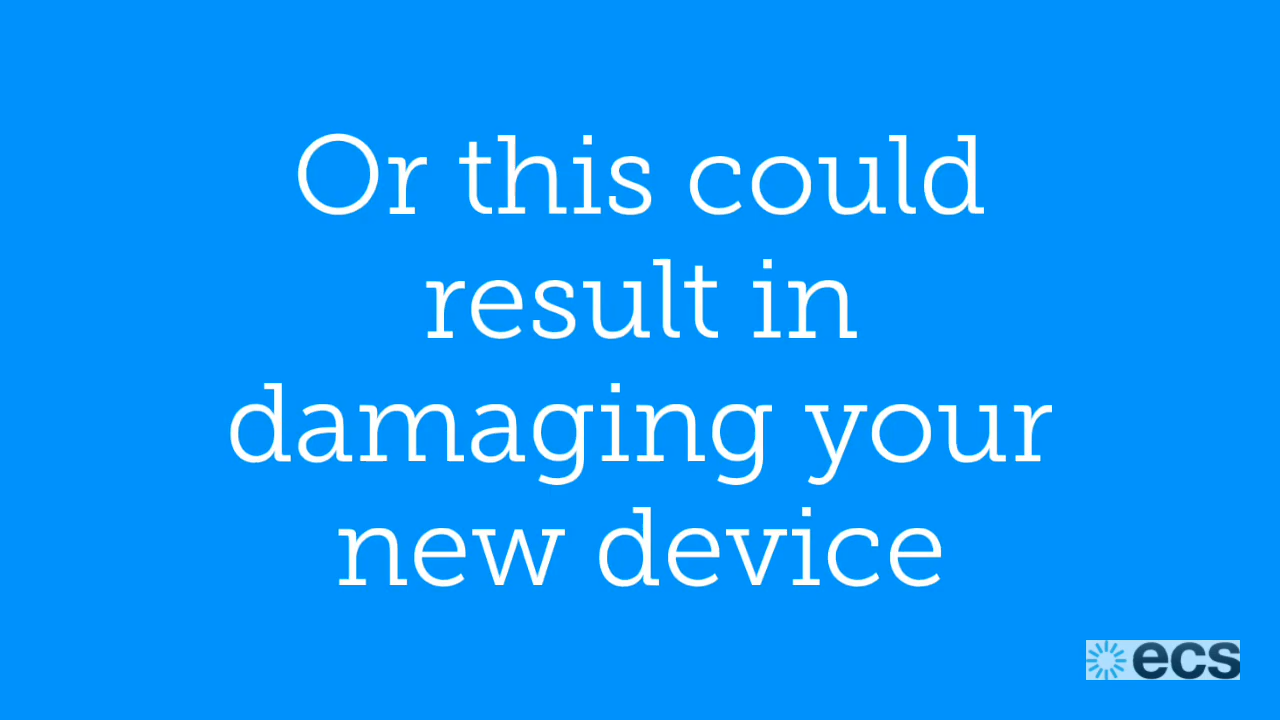 Or this could
result in
damaging your
new device
ecs